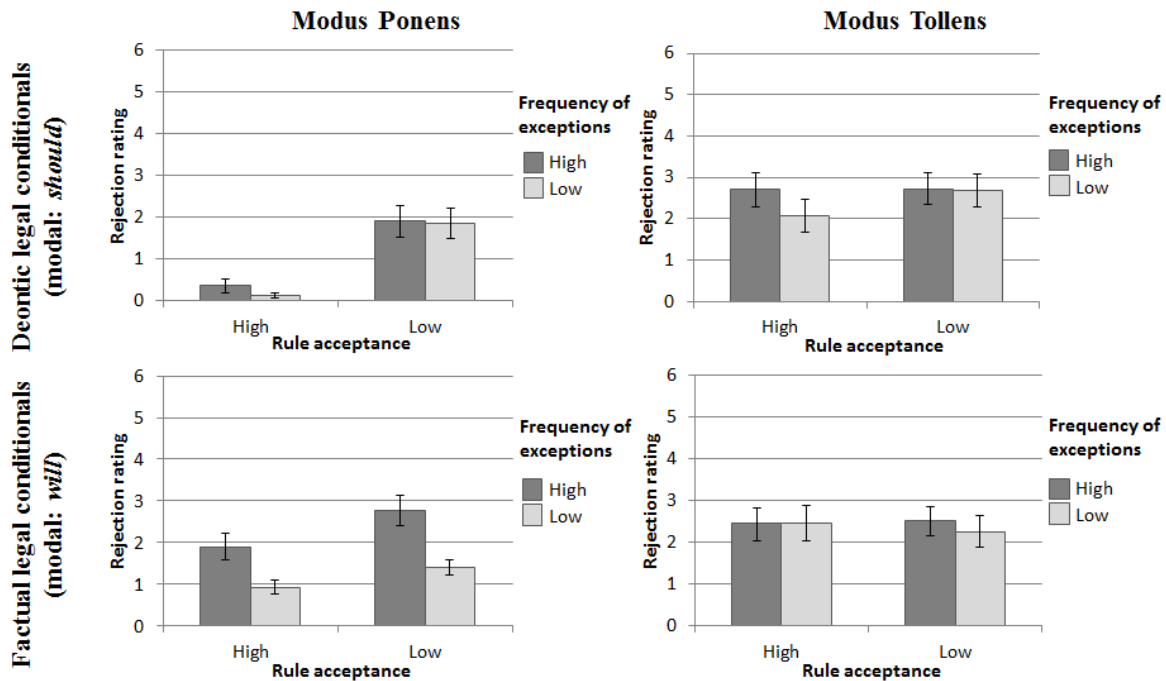 Modus Ponens
Modus Tollens
Deontic legal conditionals
(modal: should)
Rejection rating
6
5
4
3
2
1
0
High
Low
Rule acceptance
Frequency of
exceptions
High
Low
Rejection rating
6
5
4
3
2
1
0
High
Low
Rule acceptance
Frequency of
exceptions
High
Low
Factual legal conditionals
(modal: will)
Rejection rating
6
5
4
3
2
1
0
High
Low
Rule acceptance
Frequency of
exceptions
High
Low
Rejection rating
6
5
4
3
2
1
0
High
Low
Rule acceptance
Frequency of
exceptions
High
Low